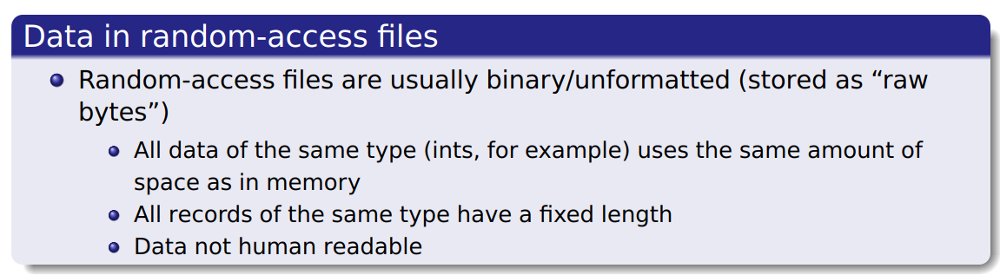 Data in random-access files
Random-access files are usually binary/unformatted (stored as “raw
bytes”)
All data of the same type (ints, for example) uses the same amount of
space as in memory
All records of the same type have a fixed length
Data not human readable